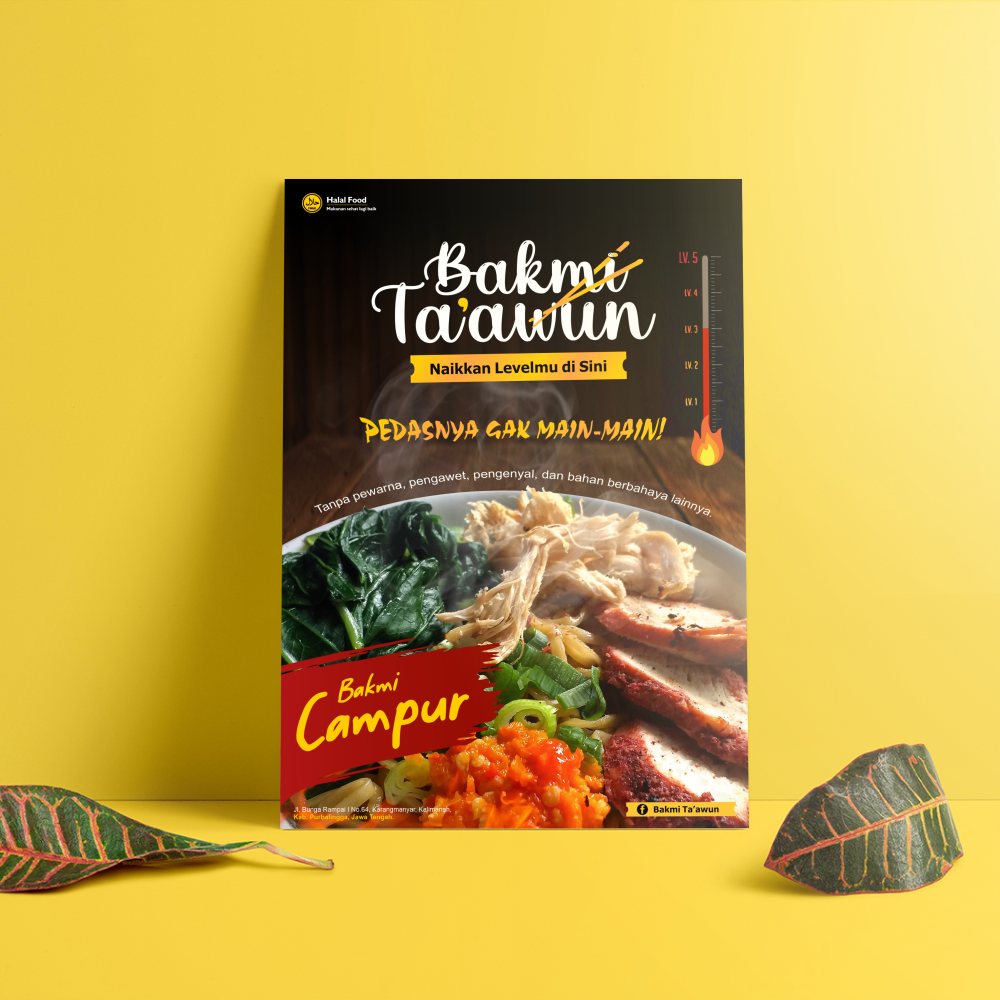 حلال
Halal Food
Makanan sehat lagi baik
Bakmi
Ta'awun
Naikkan Levelmu di Sini
LV. 5
LV. 4
LV. 3
LV. 2
LV. 1
PEDASNYA GAK MAIN-MAIN!
Tanpa pewarna, pengawet, pengenyal, dan bahan berbahaya lainnya.
Bakmi
Campur
Jl. Bunga Rampai I No.64, Karangmanyar, Kalimanah,
Kab. Purbalingga, Jawa Tengah.
Bakmi Ta'awun